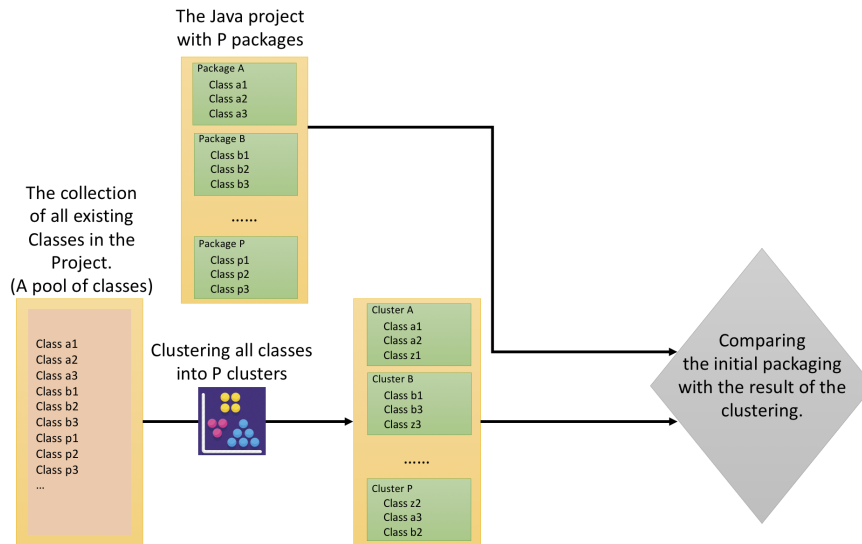 The Java project
with P packages
Package A
Class a1
Class a2
Class a3
Package B
Class b1
Class b2
Class b3
......
Package P
Class p1
Class p2
Class p3
The collection
of all existing
Classes in the
Project.
(A pool of classes)
Class a1
Class a2
Class a3
Class b1
Class b2
Class b3
Class p1
Class p2
Class p3
...
Clustering all classes
into P clusters
Cluster A
Class a1
Class a2
Class z1
Cluster B
Class b1
Class b3
Class z3
......
Cluster P
Class z2
Class a3
Class b2
Comparing
the initial packaging
with the result of the
clustering.